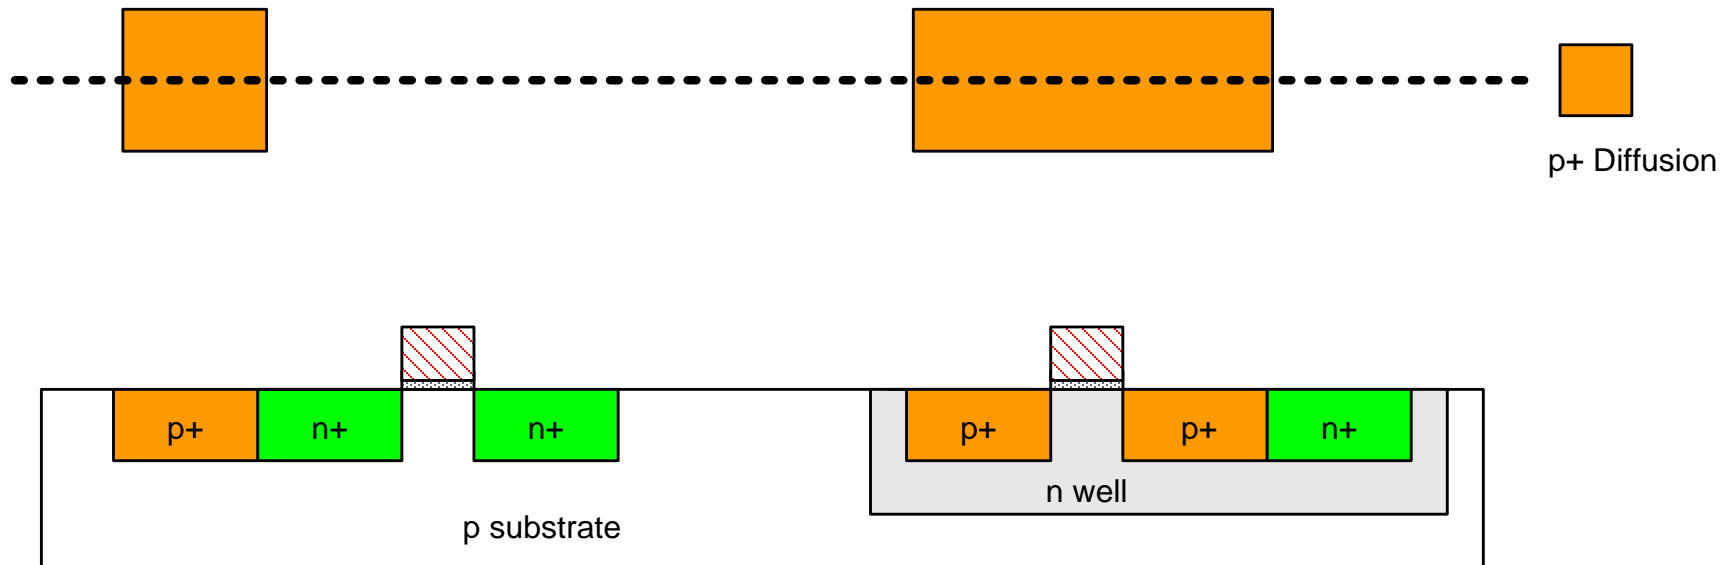 p+ Diffusion
p+ n+ n+ p+ p+ n+
n well
p substrate